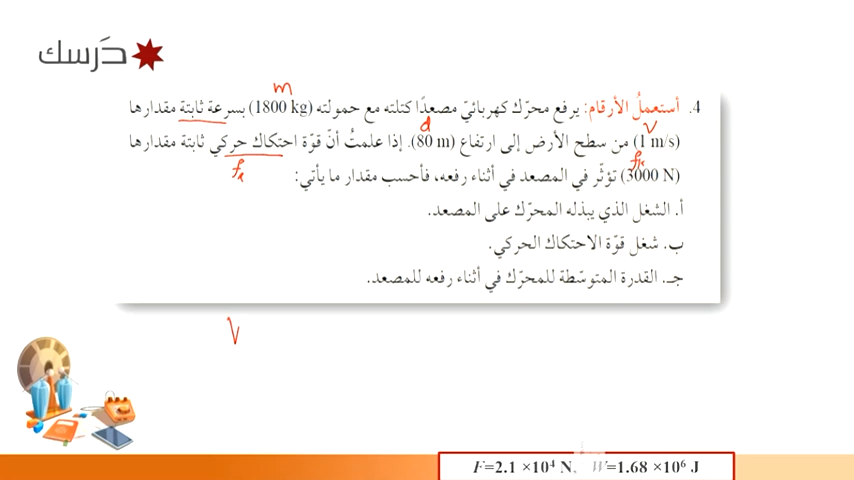 حَرسك
m
4. أستعملُ الأرقام: يرفع محرّك كهربائيّ مصعدًا كتلته مع حمولته (1800 kg) بسرعة ثابتة مقدارها
d
V
(1 m/s) من سطح الأرض إلى ارتفاع (80 m). إذا علمتُ أنّ قوّة احتكاك حركي ثابتة مقدارها
fk
fk
(3000 N) تؤثّر في المصعد في أثناء رفعه، فأحسب مقدار ما يأتي:
أ. الشغل الذي يبذله المحرّك على المصعد.
ب. شغل قوّة الاحتكاك الحركي.
جـ. القدرة المتوسّطة للمحرّك في أثناء رفعه للمصعد.
V
F=2.1 ×10⁴ N، W=1.68 ×10⁶ J